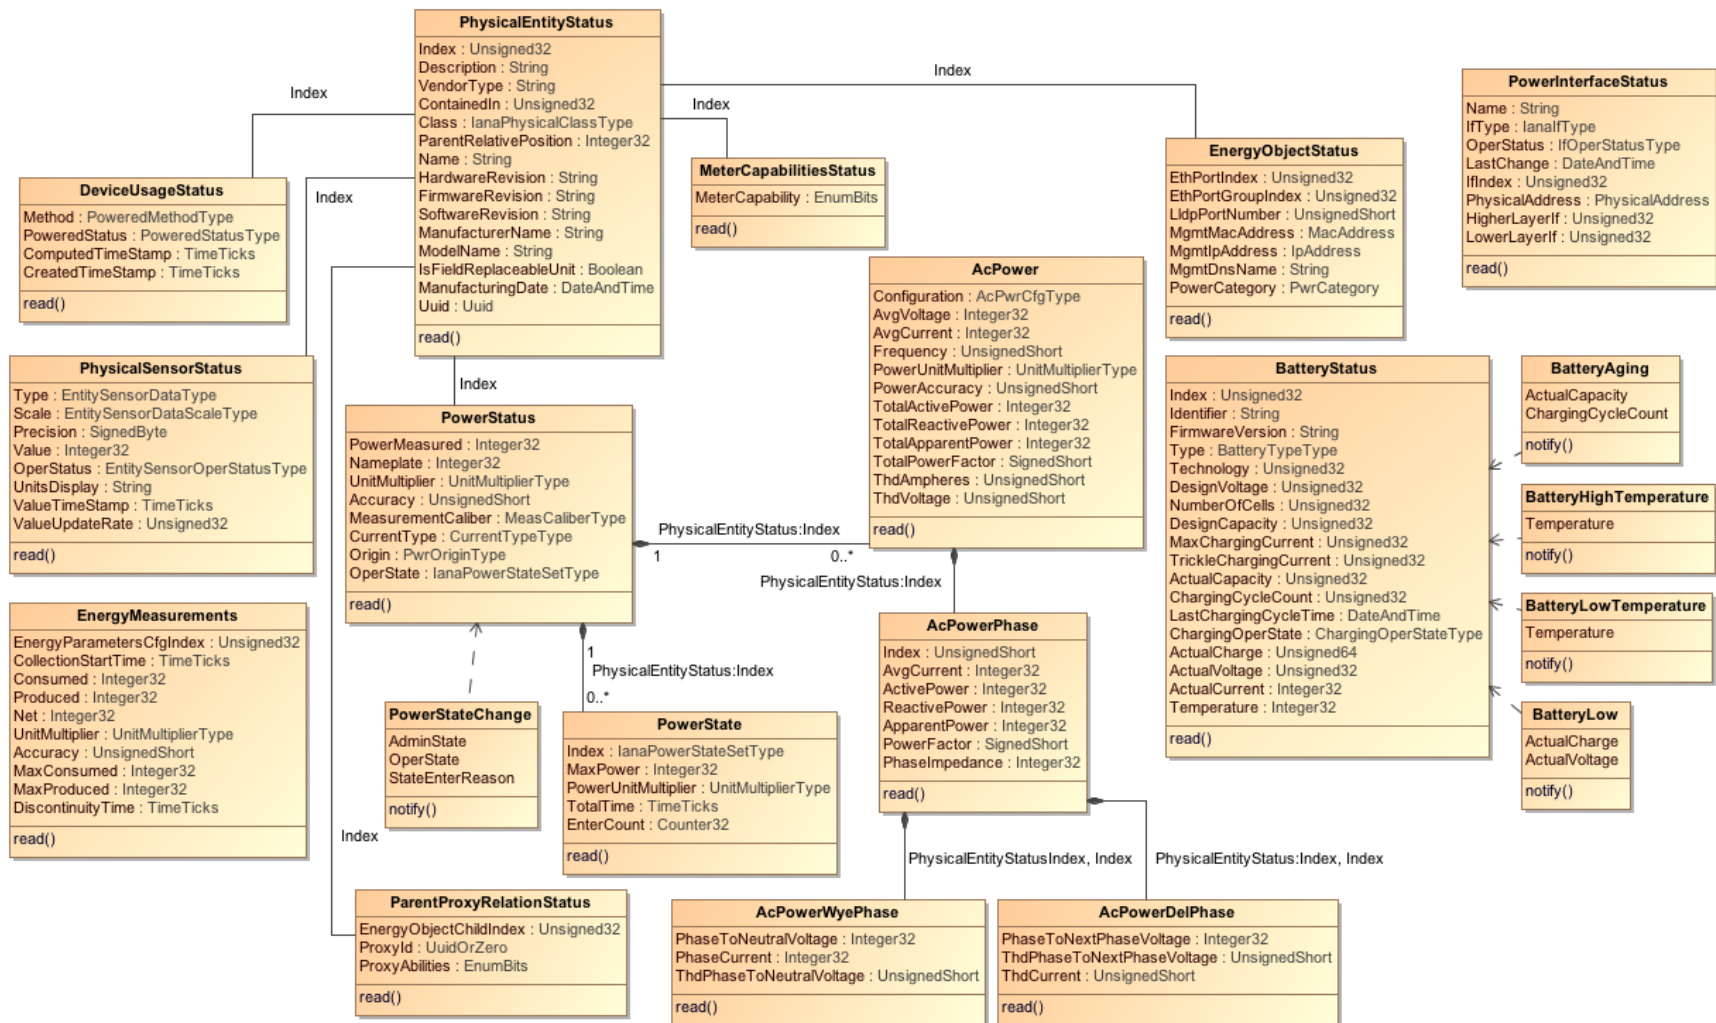 PhysicalEntityStatus
Index : Unsigned32
Description : String
VendorType : String
ContainedIn : Unsigned32
Class : IanaPhysicalClassType
ParentRelativePosition : Integer32
Name : String
HardwareRevision : String
FirmwareRevision : String
SoftwareRevision : String
ManufacturerName : String
ModelName : String
IsFieldReplaceableUnit : Boolean
ManufacturingDate : DateAndTime
Uuid : Uuid
read()
Index
Index
Index
Index
Index
Index
DeviceUsageStatus
Method : PoweredMethodType
PoweredStatus : PoweredStatusType
ComputedTimeStamp : TimeTicks
CreatedTimeStamp : TimeTicks
read()
MeterCapabilitiesStatus
MeterCapability : EnumBits
read()
EnergyObjectStatus
EthPortIndex : Unsigned32
EthPortGroupIndex : Unsigned32
LldpPortNumber : UnsignedShort
MgmtMacAddress : MacAddress
MgmtIpAddress : IpAddress
MgmtDnsName : String
PowerCategory : PwrCategory
read()
PowerInterfaceStatus
Name : String
IfType : IanaIfType
OperStatus : IfOperStatusType
LastChange : DateAndTime
IfIndex : Unsigned32
PhysicalAddress : PhysicalAddress
HigherLayerIf : Unsigned32
LowerLayerIf : Unsigned32
read()
PhysicalSensorStatus
Type : EntitySensorDataType
Scale : EntitySensorDataScaleType
Precision : SignedByte
Value : Integer32
OperStatus : EntitySensorOperStatusType
UnitsDisplay : String
ValueTimeStamp : TimeTicks
ValueUpdateRate : Unsigned32
read()
PowerStatus
PowerMeasured : Integer32
Nameplate : Integer32
UnitMultiplier : UnitMultiplierType
Accuracy : UnsignedShort
MeasurementCaliber : MeasCaliberType
CurrentType : CurrentTypeType
Origin : PwrOriginType
OperState : IanaPowerStateSetType
read()
PhysicalEntityStatus:Index
1
0..*
AcPower
Configuration : AcPwrCfgType
AvgVoltage : Integer32
AvgCurrent : Integer32
Frequency : UnsignedShort
PowerUnitMultiplier : UnitMultiplierType
PowerAccuracy : UnsignedShort
TotalActivePower : Integer32
TotalReactivePower : Integer32
TotalApparentPower : Integer32
TotalPowerFactor : SignedShort
ThdAmpheres : UnsignedShort
ThdVoltage : UnsignedShort
read()
PhysicalEntityStatus:Index
BatteryStatus
Index : Unsigned32
Identifier : String
FirmwareVersion : String
Type : BatteryTypeType
Technology : Unsigned32
DesignVoltage : Unsigned32
NumberOfCells : Unsigned32
DesignCapacity : Unsigned32
MaxChargingCurrent : Unsigned32
TrickleChargingCurrent : Unsigned32
ActualCapacity : Unsigned32
ChargingCycleCount : Unsigned32
LastChargingCycleTime : DateAndTime
ChargingOperState : ChargingOperStateType
ActualCharge : Unsigned64
ActualVoltage : Unsigned32
ActualCurrent : Integer32
Temperature : Integer32
read()
BatteryAging
ActualCapacity
ChargingCycleCount
notify()
BatteryHighTemperature
Temperature
notify()
BatteryLowTemperature
Temperature
notify()
BatteryLow
ActualCharge
ActualVoltage
notify()
EnergyMeasurements
EnergyParametersCfgIndex : Unsigned32
CollectionStartTime : TimeTicks
Consumed : Integer32
Produced : Integer32
Net : Integer32
UnitMultiplier : UnitMultiplierType
Accuracy : UnsignedShort
MaxConsumed : Integer32
MaxProduced : Integer32
DiscontinuityTime : TimeTicks
read()
1
PhysicalEntityStatus:Index
0..*
PowerStateChange
AdminState
OperState
StateEnterReason
notify()
PowerState
Index : IanaPowerStateSetType
MaxPower : Integer32
PowerUnitMultiplier : UnitMultiplierType
TotalTime : TimeTicks
EnterCount : Counter32
read()
AcPowerPhase
Index : UnsignedShort
AvgCurrent : Integer32
ActivePower : Integer32
ReactivePower : Integer32
ApparentPower : Integer32
PowerFactor : SignedShort
PhaseImpedance : Integer32
read()
PhysicalEntityStatusIndex, Index
PhysicalEntityStatus:Index, Index
ParentProxyRelationStatus
EnergyObjectChildIndex : Unsigned32
ProxyId : UuidOrZero
ProxyAbilities : EnumBits
read()
AcPowerWyePhase
PhaseToNeutralVoltage : Integer32
PhaseCurrent : Integer32
ThdPhaseToNeutralVoltage : UnsignedShort
read()
AcPowerDelPhase
PhaseToNextPhaseVoltage : Integer32
ThdPhaseToNextPhaseVoltage : UnsignedShort
ThdCurrent : UnsignedShort
read()